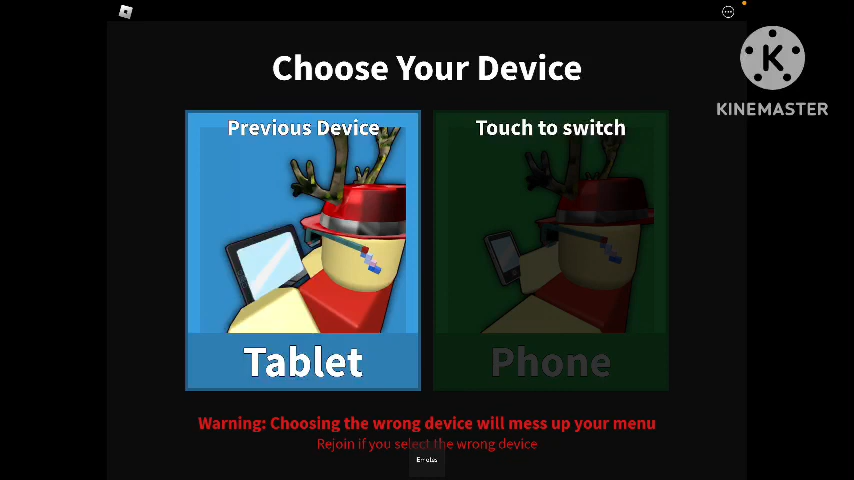 Choose Your Device
K
KINEMASTER
Previous Device
Touch to switch
Tablet
Phone
Warning: Choosing the wrong device will mess up your menu
Rejoin if you select the wrong device
Emotes